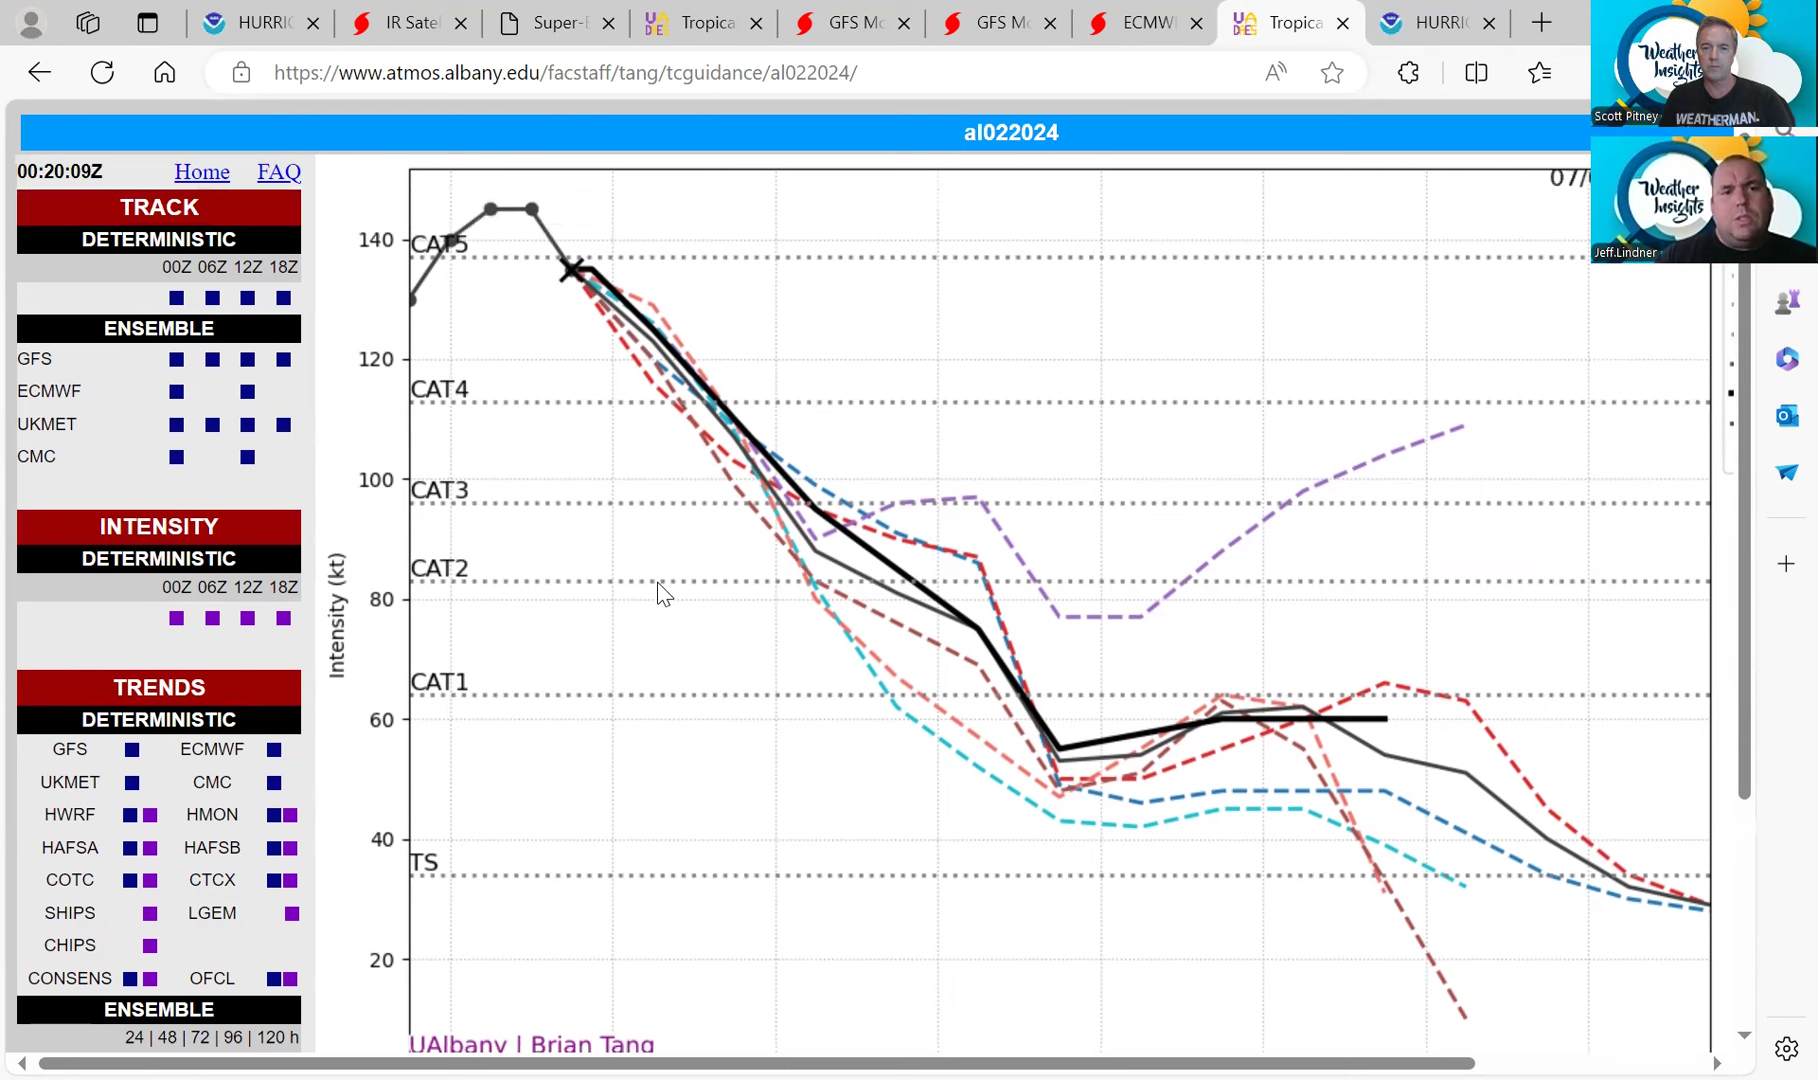 HURRIC
IR Satel
Super-E
Tropica
GFS Mo
GFS Mo
ECMWF
Tropica
HURRIC
https://www.atmos.albany.edu/facstaff/tang/tcguidance/al022024/
Weather Insights
WEATHERMAN.
Scott Pitney
Weather Insights
Jeff.Lindner
al022024
00:20:09Z Home FAQ
TRACK
DETERMINISTIC
00Z 06Z 12Z 18Z
ENSEMBLE
GFS
ECMWF
UKMET
CMC
INTENSITY
DETERMINISTIC
00Z 06Z 12Z 18Z
TRENDS
DETERMINISTIC
GFS ECMWF
UKMET CMC
HWRF HMON
HAFSA HAFSB
COTC CTCX
SHIPS LGEM
CHIPS
CONSENS OFCL
ENSEMBLE
24 | 48 | 72 | 96 | 120 h
07/
140
CAT5
120
CAT4
100
CAT3
CAT2
80
CAT1
60
40
TS
20
Intensity (kt)
UAlbany | Brian Tang